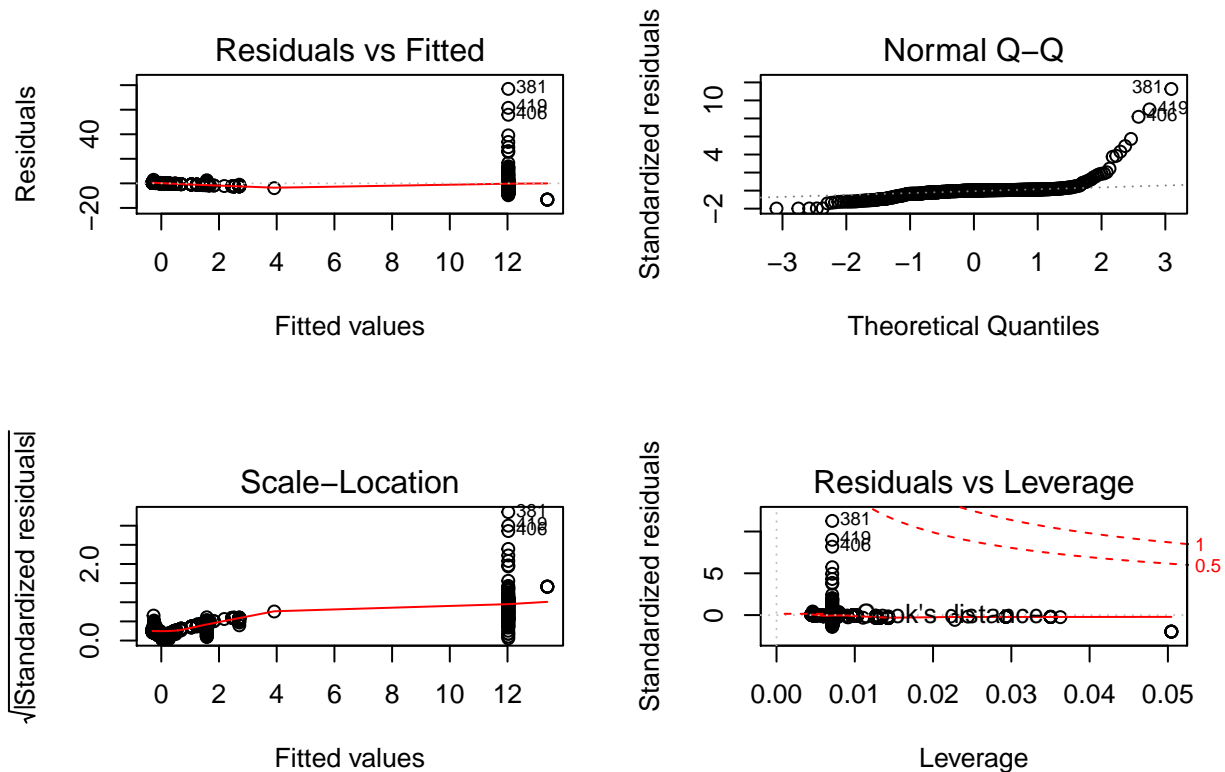 Residuals vs Fitted
Residuals
40
−20
381
419
406
0 2 4 6 8 10 12
Fitted values
Normal Q−Q
Standardized residuals
10
4
−2
381
419
406
−3 −2 −1 0 1 2 3
Theoretical Quantiles
Scale−Location
√|Standardized residuals|
2.0
0.0
381
419
406
0 2 4 6 8 10 12
Fitted values
Residuals vs Leverage
Standardized residuals
5
0
381
419
406
1
0.5
Cook's distance
0.00 0.01 0.02 0.03 0.04 0.05
Leverage